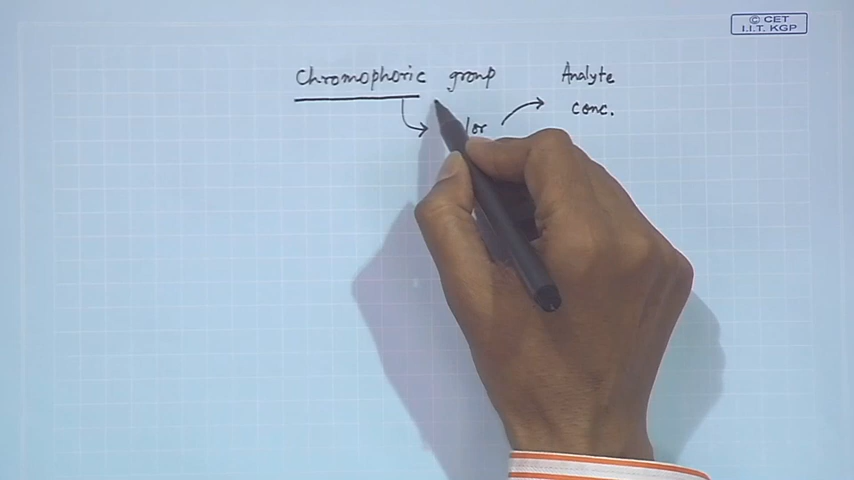 © CET
I.I.T. KGP
Chromophoric group
Analyte
conc.